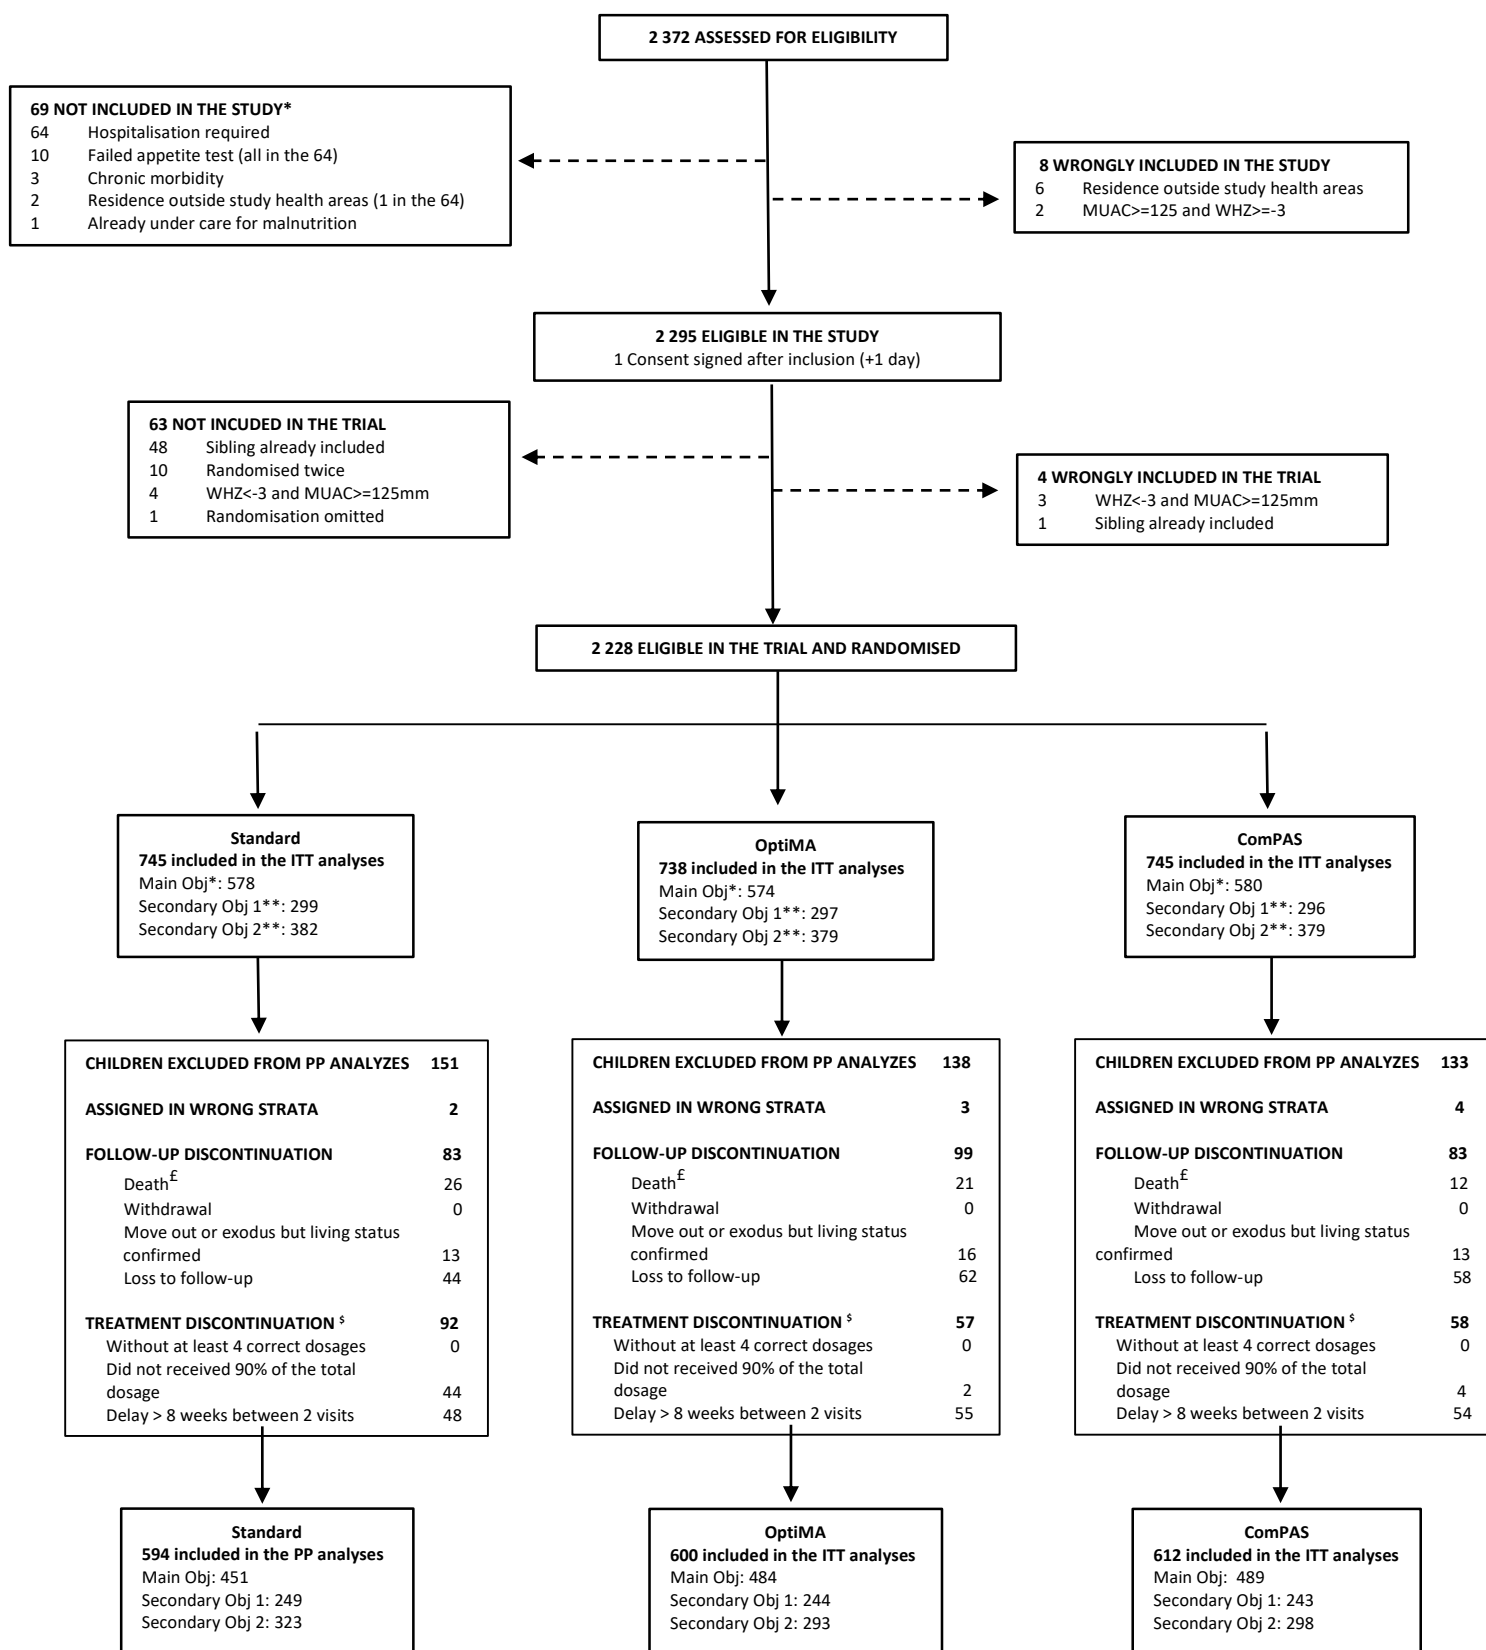 2 372 ASSESSED FOR ELIGIBILITY
69 NOT INCLUDED IN THE STUDY*
64 Hospitalisation required
10 Failed appetite test (all in the 64)
3 Chronic morbidity
2 Residence outside study health areas (1 in the 64)
1 Already under care for malnutrition
8 WRONGLY INCLUDED IN THE STUDY
6 Residence outside study health areas
2 MUAC>=125 and WHZ>=-3
2 295 ELIGIBLE IN THE STUDY
1 Consent signed after inclusion (+1 day)
63 NOT INCUDED IN THE TRIAL
48 Sibling already included
10 Randomised twice
4 WHZ<-3 and MUAC>=125mm
1 Randomisation omitted
4 WRONGLY INCLUDED IN THE TRIAL
3 WHZ<-3 and MUAC>=125mm
1 Sibling already included
2 228 ELIGIBLE IN THE TRIAL AND RANDOMISED
Standard
745 included in the ITT analyses
Main Obj*: 578
Secondary Obj 1**: 299
Secondary Obj 2**: 382
OptiMA
738 included in the ITT analyses
Main Obj*: 574
Secondary Obj 1**: 297
Secondary Obj 2**: 379
ComPAS
745 included in the ITT analyses
Main Obj*: 580
Secondary Obj 1**: 296
Secondary Obj 2**: 379
CHILDREN EXCLUDED FROM PP ANALYZES 151
ASSIGNED IN WRONG STRATA 2
FOLLOW-UP DISCONTINUATION 83
Death£ 26
Withdrawal 0
Move out or exodus but living status
confirmed 13
Loss to follow-up 44
TREATMENT DISCONTINUATION $ 92
Without at least 4 correct dosages 0
Did not received 90% of the total
dosage 44
Delay > 8 weeks between 2 visits 48
CHILDREN EXCLUDED FROM PP ANALYZES 138
ASSIGNED IN WRONG STRATA 3
FOLLOW-UP DISCONTINUATION 99
Death£ 21
Withdrawal 0
Move out or exodus but living status
confirmed 16
Loss to follow-up 62
TREATMENT DISCONTINUATION $ 57
Without at least 4 correct dosages 0
Did not received 90% of the total
dosage 2
Delay > 8 weeks between 2 visits 55
CHILDREN EXCLUDED FROM PP ANALYZES 133
ASSIGNED IN WRONG STRATA 4
FOLLOW-UP DISCONTINUATION 83
Death£ 12
Withdrawal 0
Move out or exodus but living status
confirmed 13
Loss to follow-up 58
TREATMENT DISCONTINUATION $ 58
Without at least 4 correct dosages 0
Did not received 90% of the total
dosage 4
Delay > 8 weeks between 2 visits 54
Standard
594 included in the PP analyses
Main Obj: 451
Secondary Obj 1: 249
Secondary Obj 2: 323
OptiMA
600 included in the ITT analyses
Main Obj: 484
Secondary Obj 1: 244
Secondary Obj 2: 293
ComPAS
612 included in the ITT analyses
Main Obj: 489
Secondary Obj 1: 243
Secondary Obj 2: 298